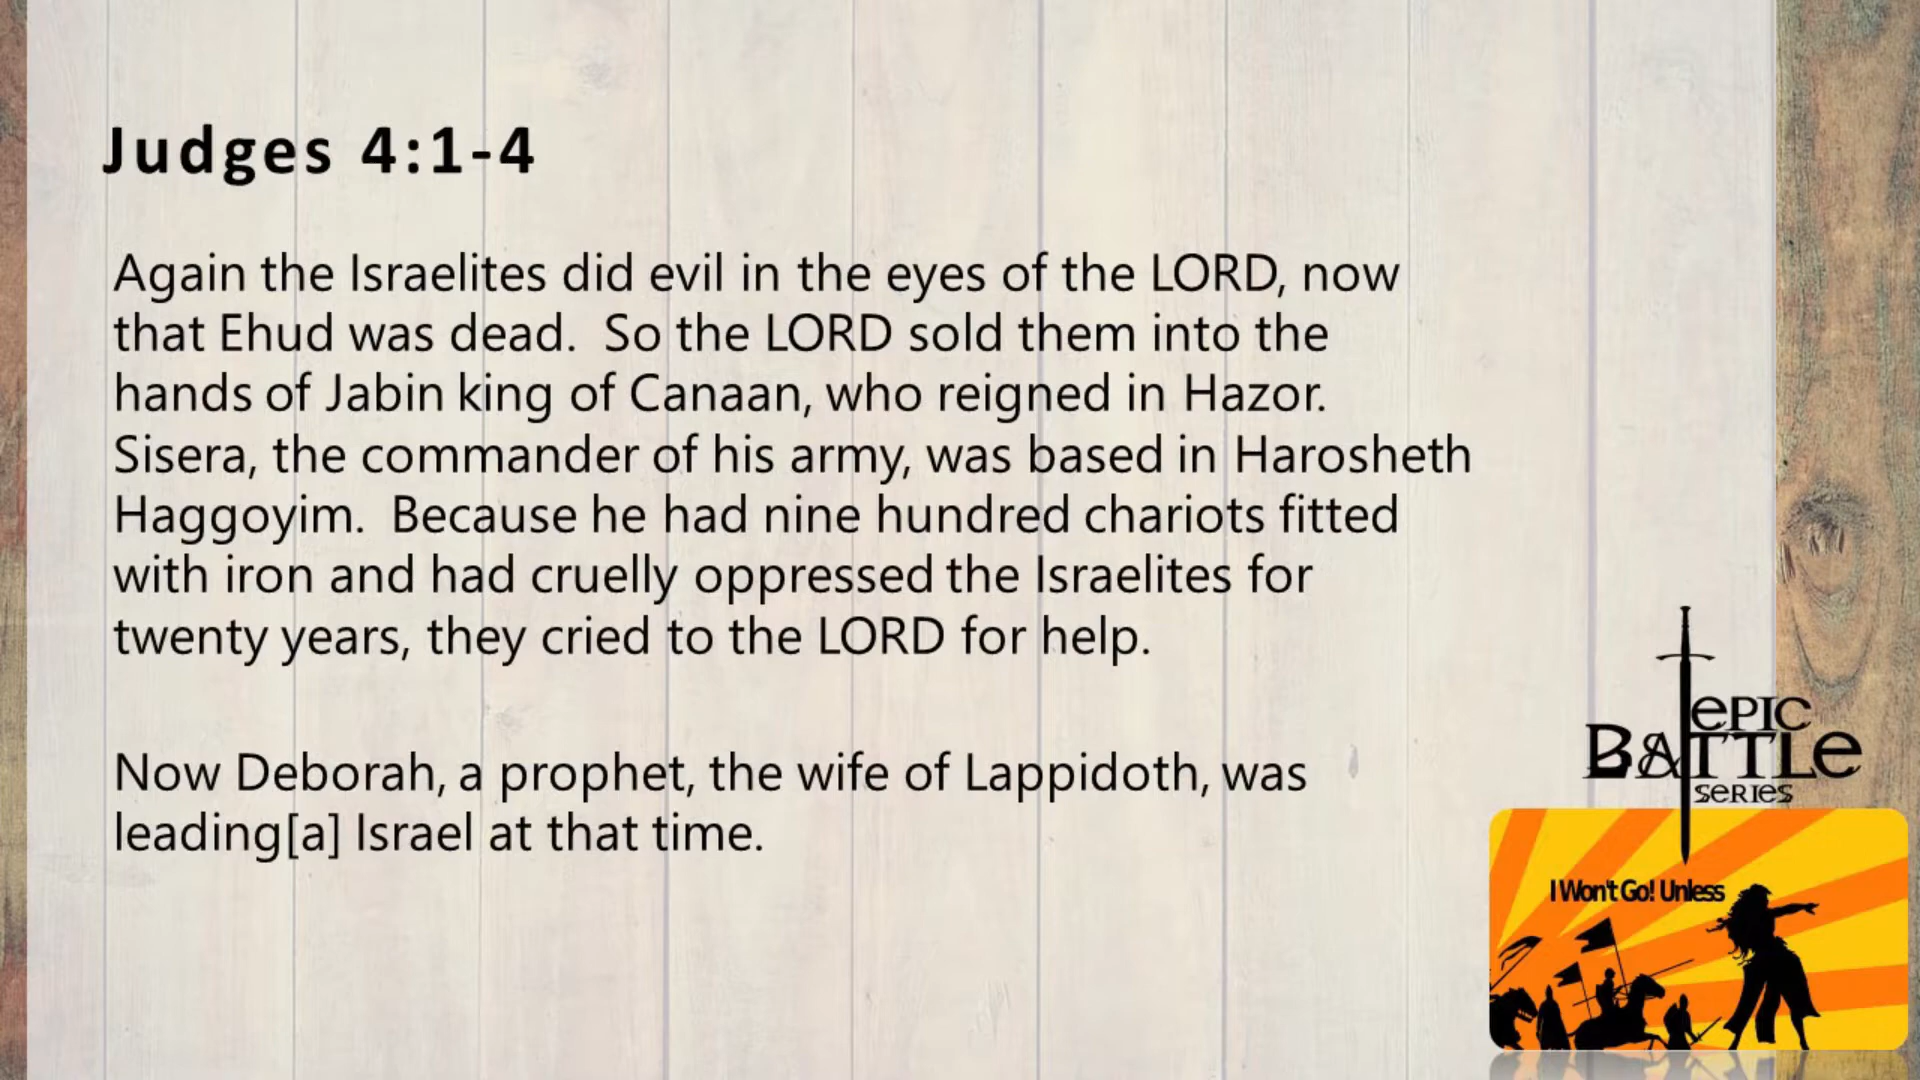 Judges 4:1-4
Again the Israelites did evil in the eyes of the LORD, now
that Ehud was dead.  So the LORD sold them into the
hands of Jabin king of Canaan, who reigned in Hazor.
Sisera, the commander of his army, was based in Harosheth
Haggoyim.  Because he had nine hundred chariots fitted
with iron and had cruelly oppressed the Israelites for
twenty years, they cried to the LORD for help.
Now Deborah, a prophet, the wife of Lappidoth, was
leading[a] Israel at that time.
EPIC
BATTLE
SERIES
I Won't Go! Unless